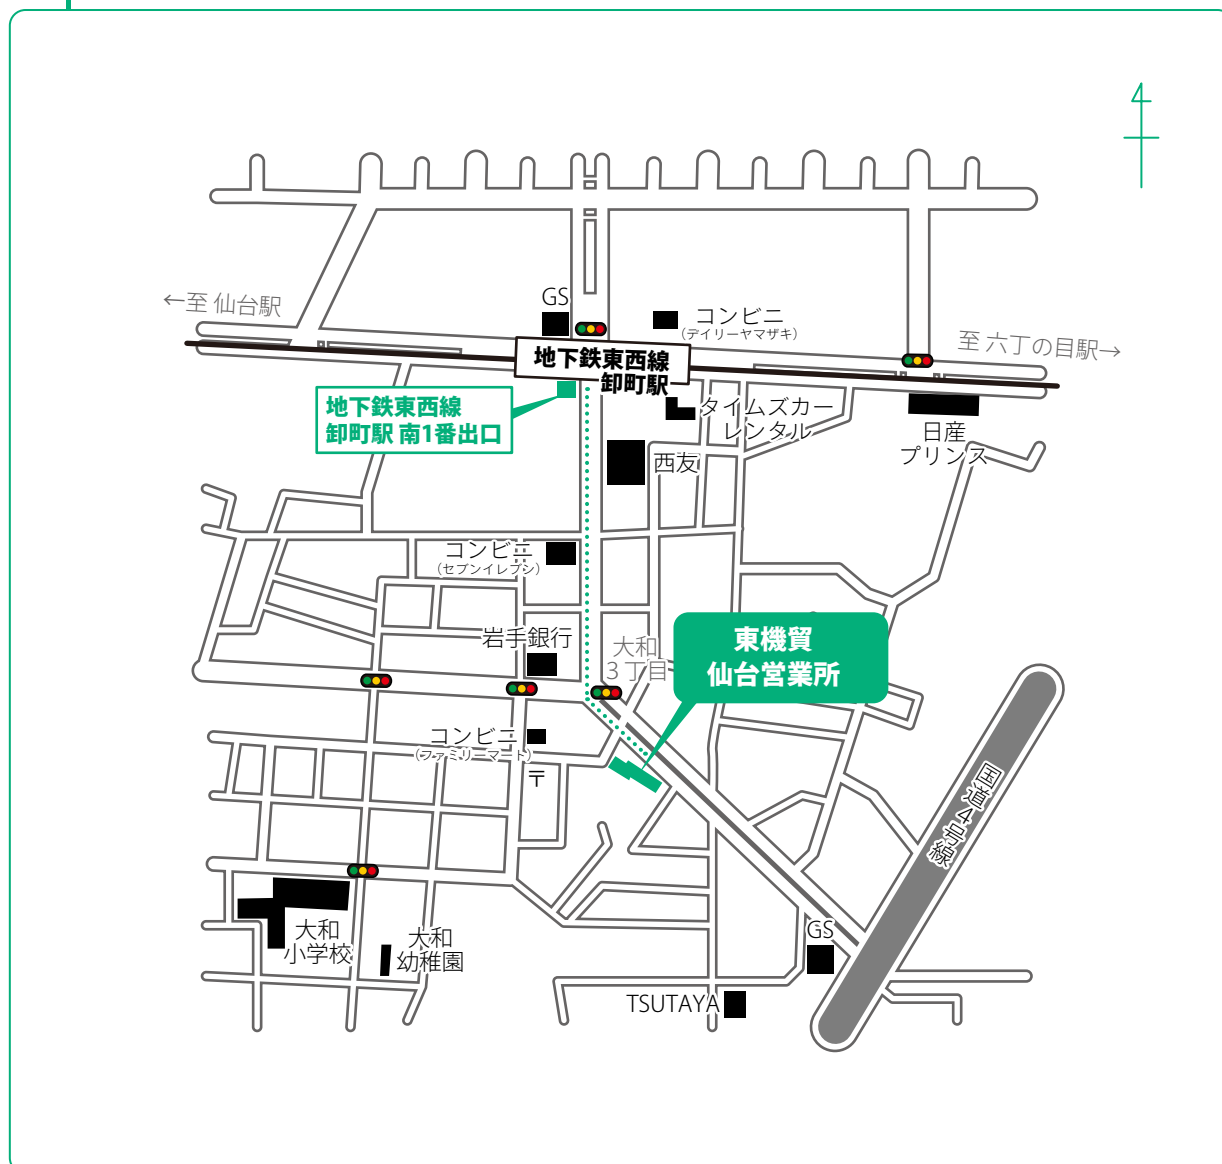 ←至 仙台駅
GS
コンビニ
（デイリーヤマザキ）
至 六丁の目駅→
地下鉄東西線
卸町駅
地下鉄東西線
卸町駅 南1番出口
タイムズカー
レンタル
日産
プリンス
西友
コンビニ
（セブンイレブン）
岩手銀行
大和
３丁目
東機貿
仙台営業所
コンビニ
（ファミリーマート）
〒
国道4号線
大和
小学校
大和
幼稚園
GS
TSUTAYA